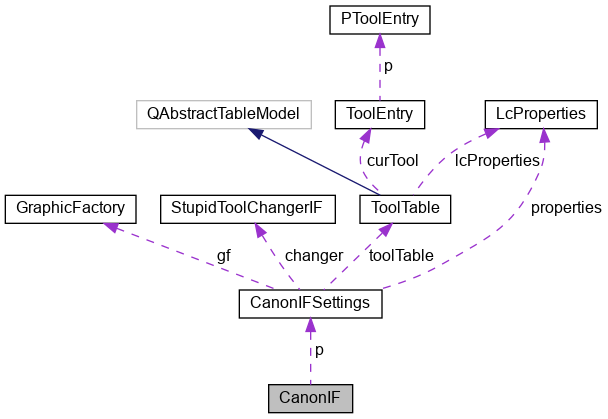 PToolEntry
p
QAbstractTableModel
ToolEntry
LcProperties
curTool
lcProperties
GraphicFactory
StupidToolChangerIF
ToolTable
properties
gf
changer
toolTable
CanonIFSettings
p
CanonIF